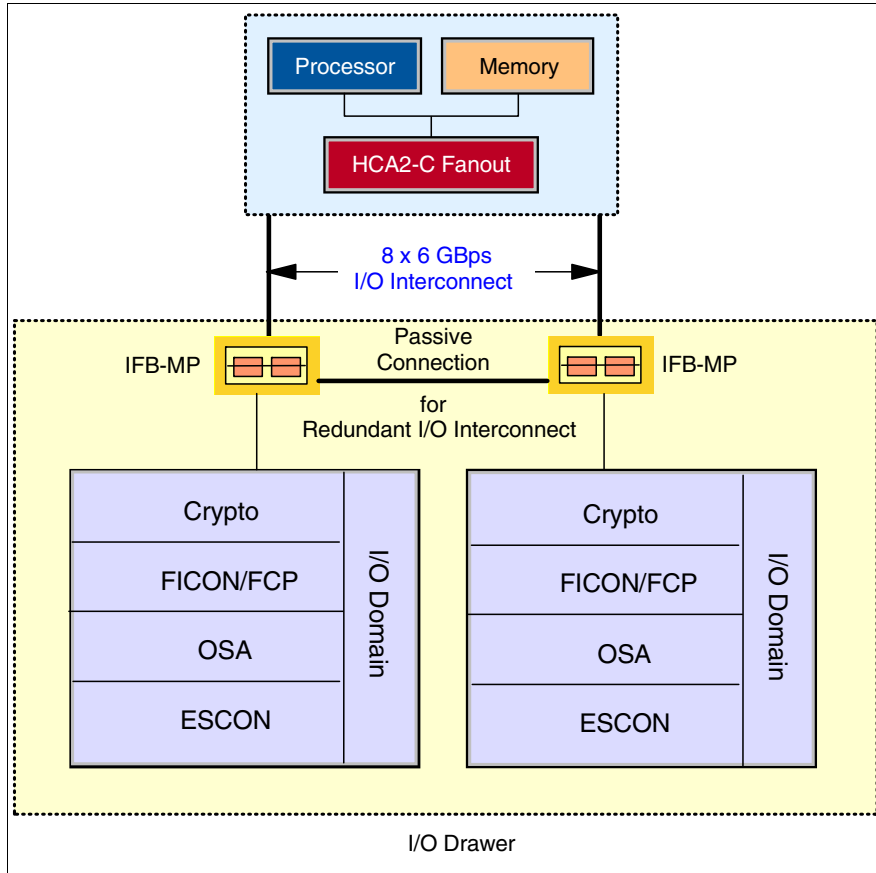 Processor
Memory
HCA2-C Fanout
8 x 6 GBps
I/O Interconnect
IFB-MP
Passive
Connection
IFB-MP
for
Redundant I/O Interconnect
Crypto
FICON/FCP
OSA
ESCON
I/O Domain
Crypto
FICON/FCP
OSA
ESCON
I/O Domain
I/O Drawer